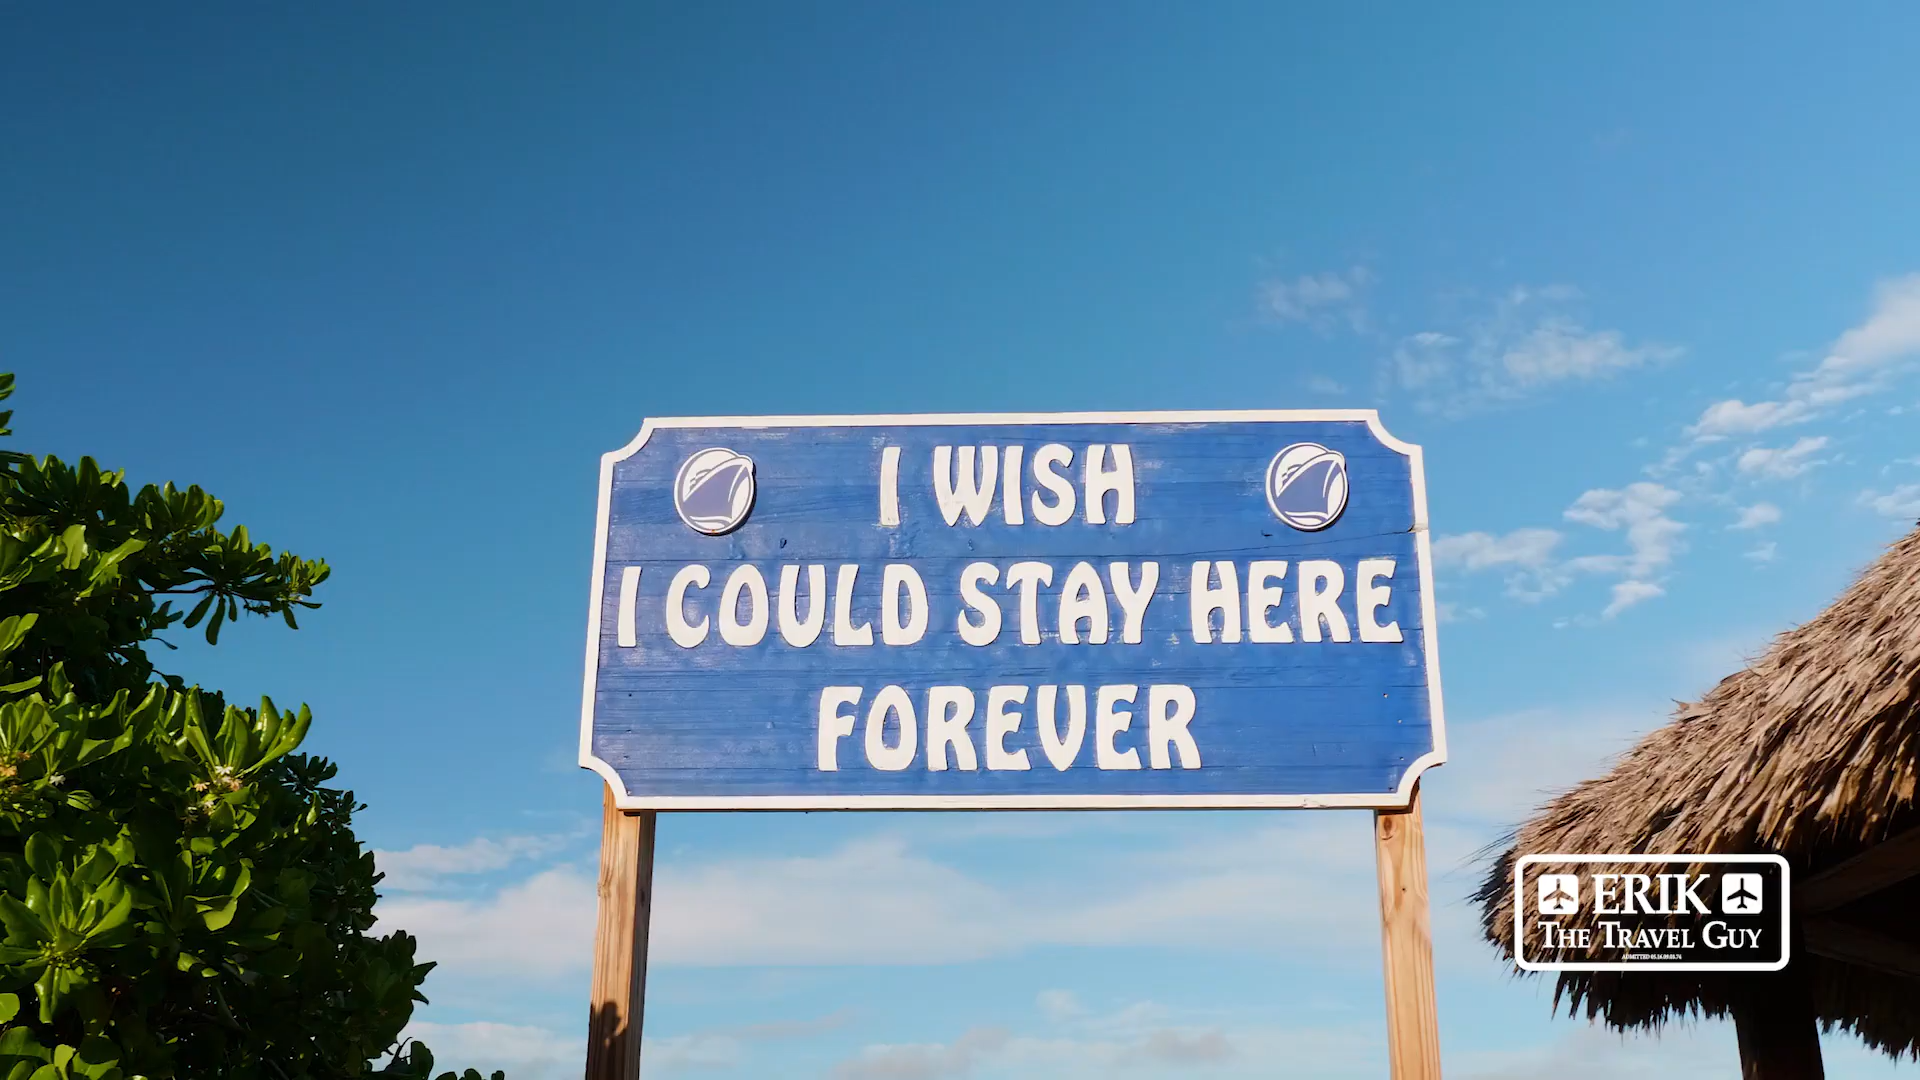 I WISH
I COULD STAY HERE
FOREVER
ERIK
THE TRAVEL GUY